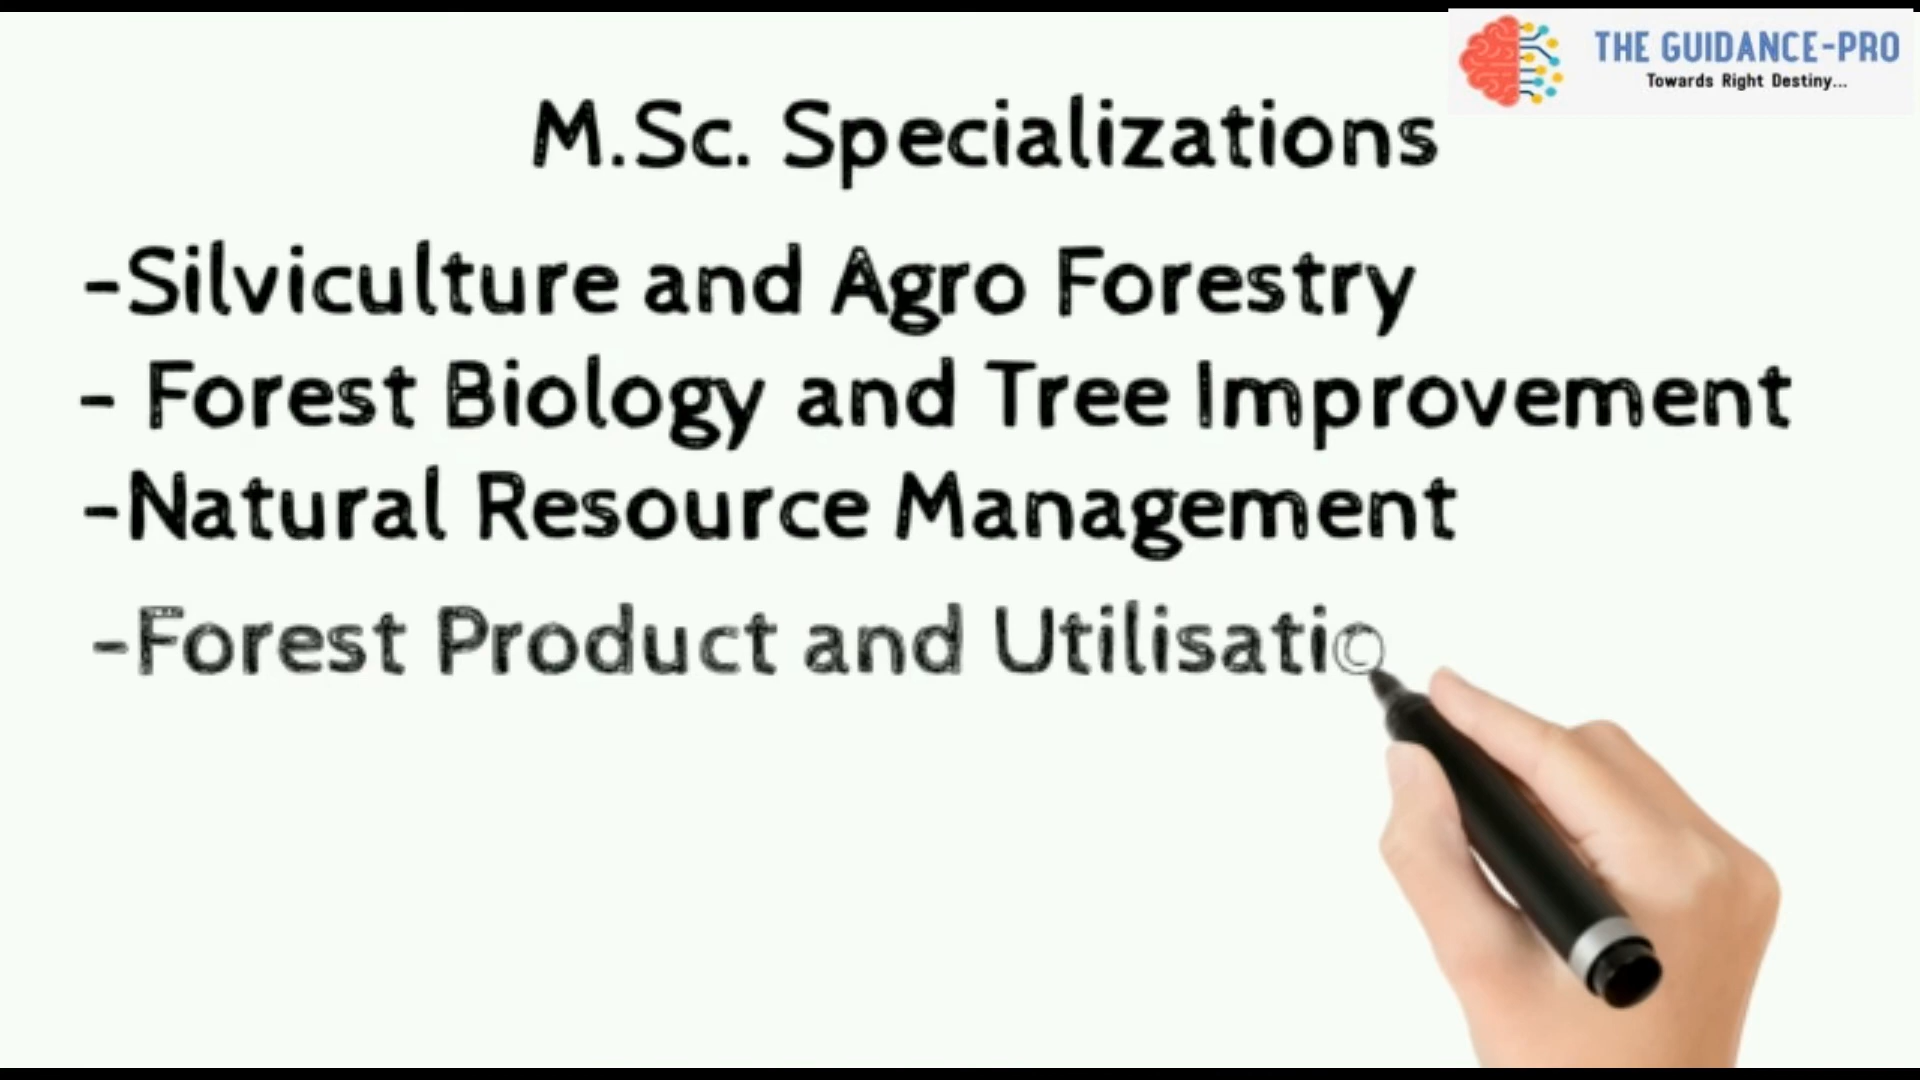 THE GUIDANCE-PRO
Towards Right Destiny...
M.Sc. Specializations
-Silviculture and Agro Forestry
- Forest Biology and Tree Improvement
-Natural Resource Management
-Forest Product and Utilisatio